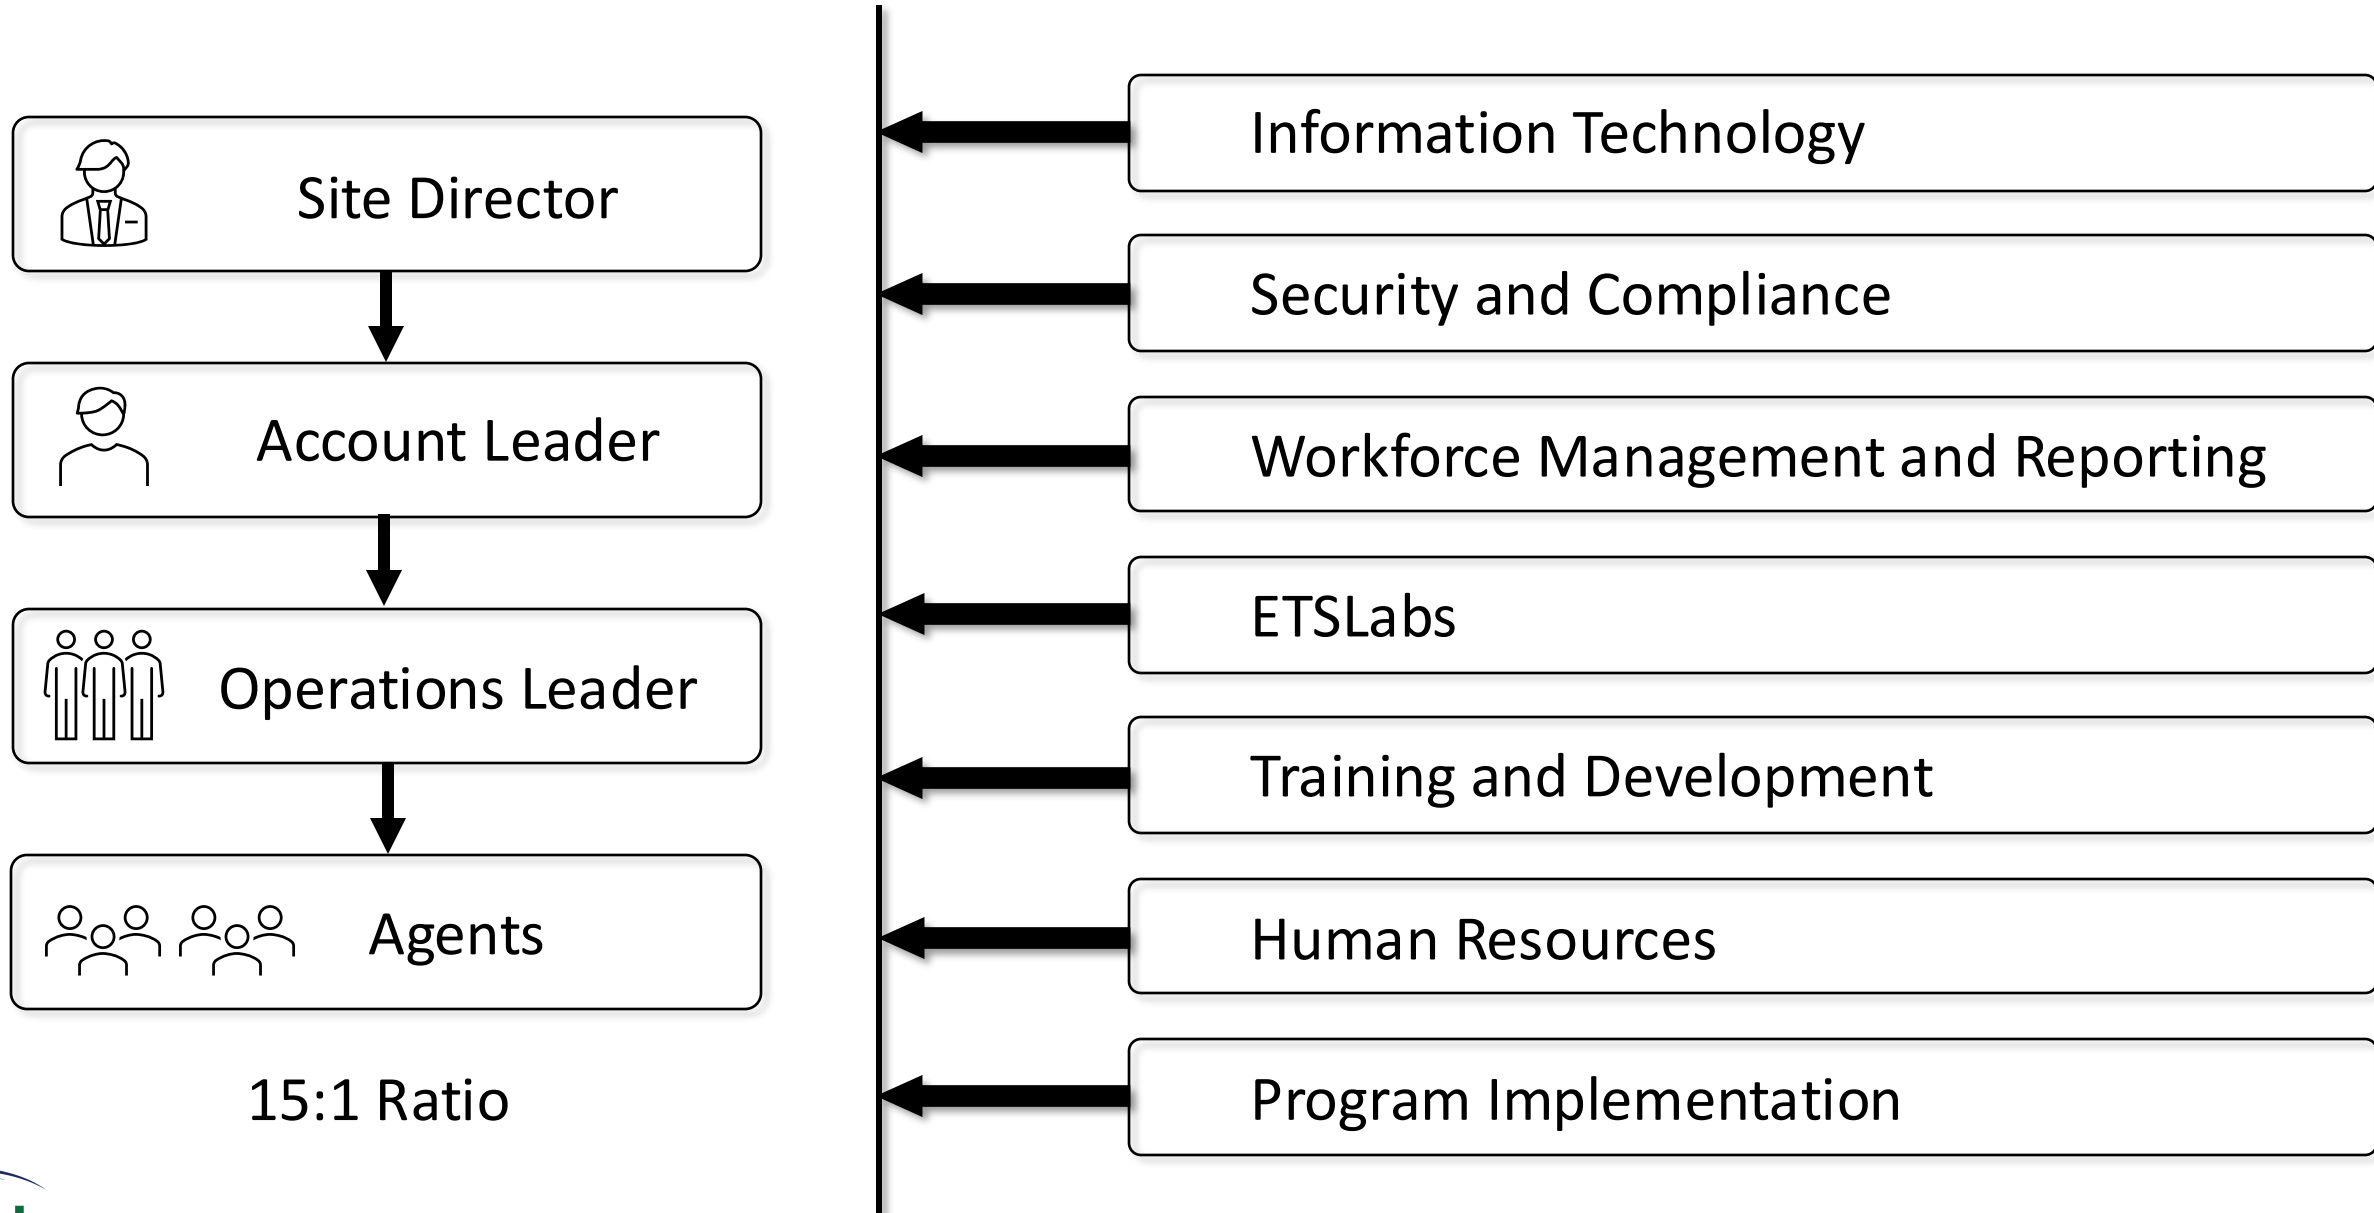 Site Director
Account Leader
Operations Leader
Agents
15:1 Ratio
Information Technology
Security and Compliance
Workforce Management and Reporting
ETSLabs
Training and Development
Human Resources
Program Implementation